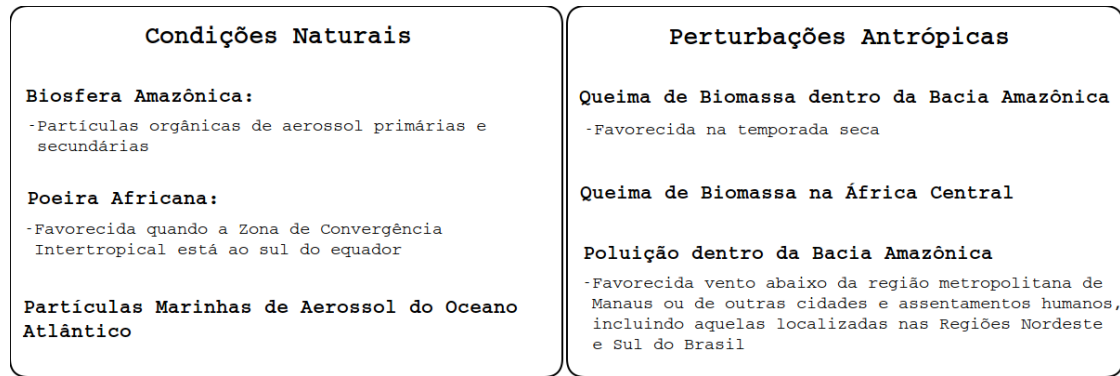 Condições Naturais
Biosfera Amazônica:
-Partículas orgânicas de aerossol primárias e
secundárias
Poeira Africana:
-Favorecida quando a Zona de Convergência
Intertropical está ao sul do equador
Partículas Marinhas de Aerossol do Oceano
Atlântico
Perturbações Antrópicas
Queima de Biomassa dentro da Bacia Amazônica
-Favorecida na temporada seca
Queima de Biomassa na África Central
Poluição dentro da Bacia Amazônica
-Favorecida vento abaixo da região metropolitana de
Manaus ou de outras cidades e assentamentos humanos,
incluindo aquelas localizadas nas Regiões Nordeste
e Sul do Brasil